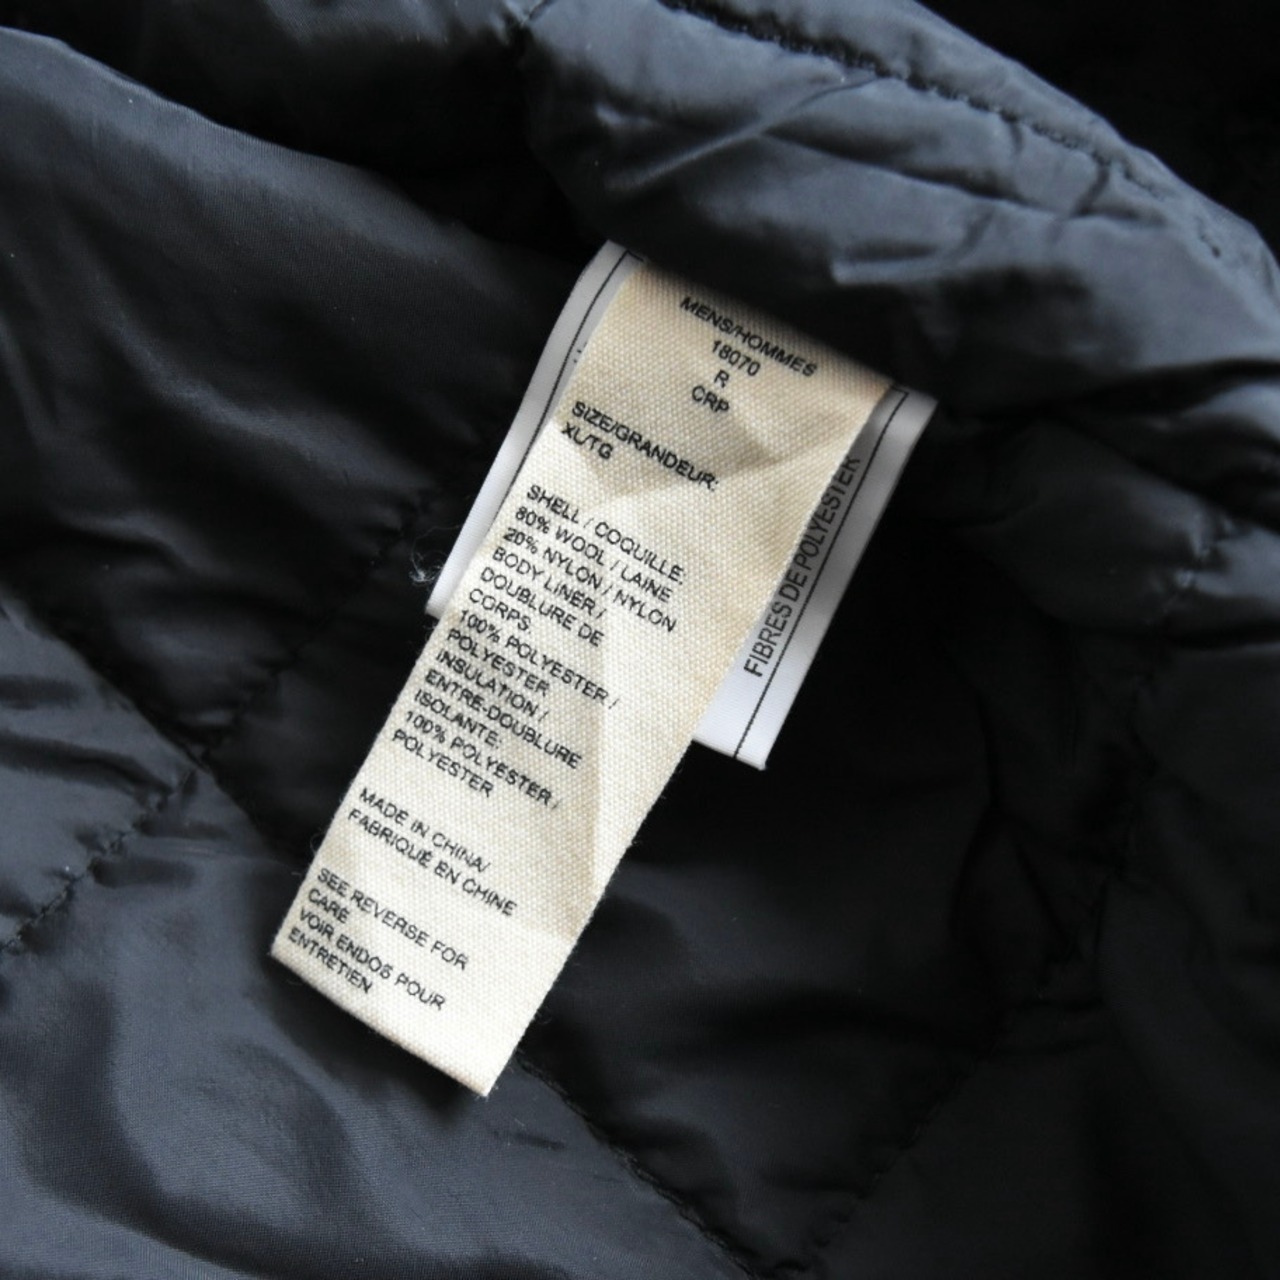 MENS/HOMMES
18070
R
CRP
SIZE/GRANDEUR:
XL/TG
SHELL / COQUILLE:
80% WOOL / LAINE
20% NYLON / NYLON
BODY LINER /
DOUBLURE DE
CORPS
100% POLYESTER /
POLYESTER
INSULATION /
ENTRE-DOUBLURE
ISOLANTE:
100% POLYESTER /
POLYESTER
MADE IN CHINA/
FABRIQUÉ EN CHINE
SEE REVERSE FOR
CARE
VOIR ENDOS POUR
ENTRETIEN
FIBRES DE POLYESTER